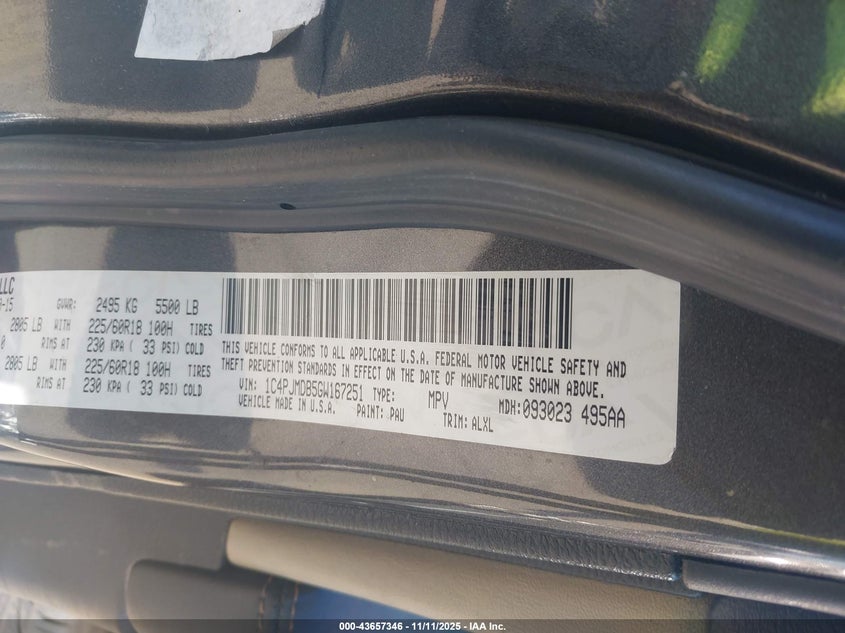 LLC
-15
GVWR: 2495 KG 5500 LB
2805 LB WITH 225/60R18 100H TIRES
0 RIMS AT 230 KPA ( 33 PSI) COLD
2805 LB WITH 225/60R18 100H TIRES
RIMS AT 230 KPA ( 33 PSI) COLD
THIS VEHICLE CONFORMS TO ALL APPLICABLE U.S.A. FEDERAL MOTOR VEHICLE SAFETY AND
THEFT PREVENTION STANDARDS IN EFFECT ON THE DATE OF MANUFACTURE SHOWN ABOVE.
VIN: 1C4PJMDB5GW167251 TYPE: MPV MDH: 093023 495AA
VEHICLE MADE IN U.S.A. PAINT: PAU TRIM: ALXL
000-43657346 - 11/11/2025 - IAA